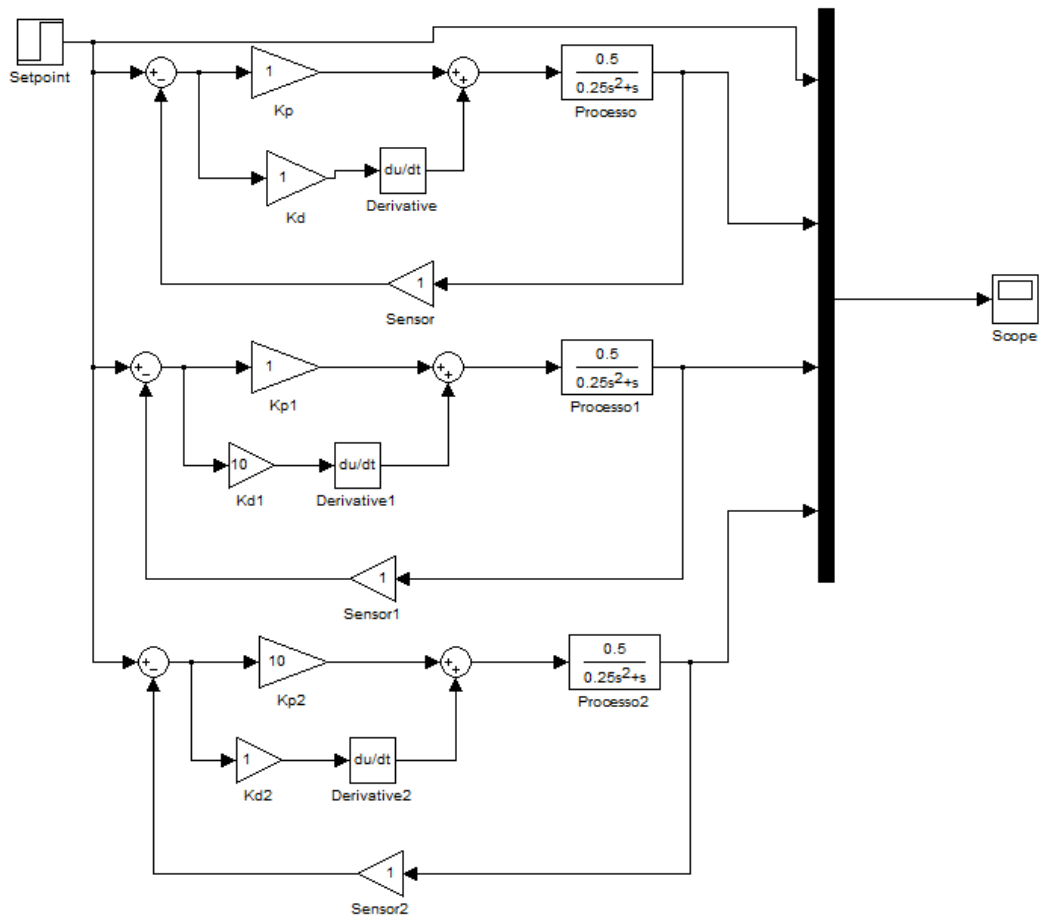 Setpoint
+
−
1
Kp
+
+
0.5
0.25s²+s
Processo
1
Kd
du/dt
Derivative
1
Sensor
Scope
+
−
1
Kp1
+
+
0.5
0.25s²+s
Processo1
10
Kd1
du/dt
Derivative1
1
Sensor1
+
−
10
Kp2
+
+
0.5
0.25s²+s
Processo2
1
Kd2
du/dt
Derivative2
1
Sensor2